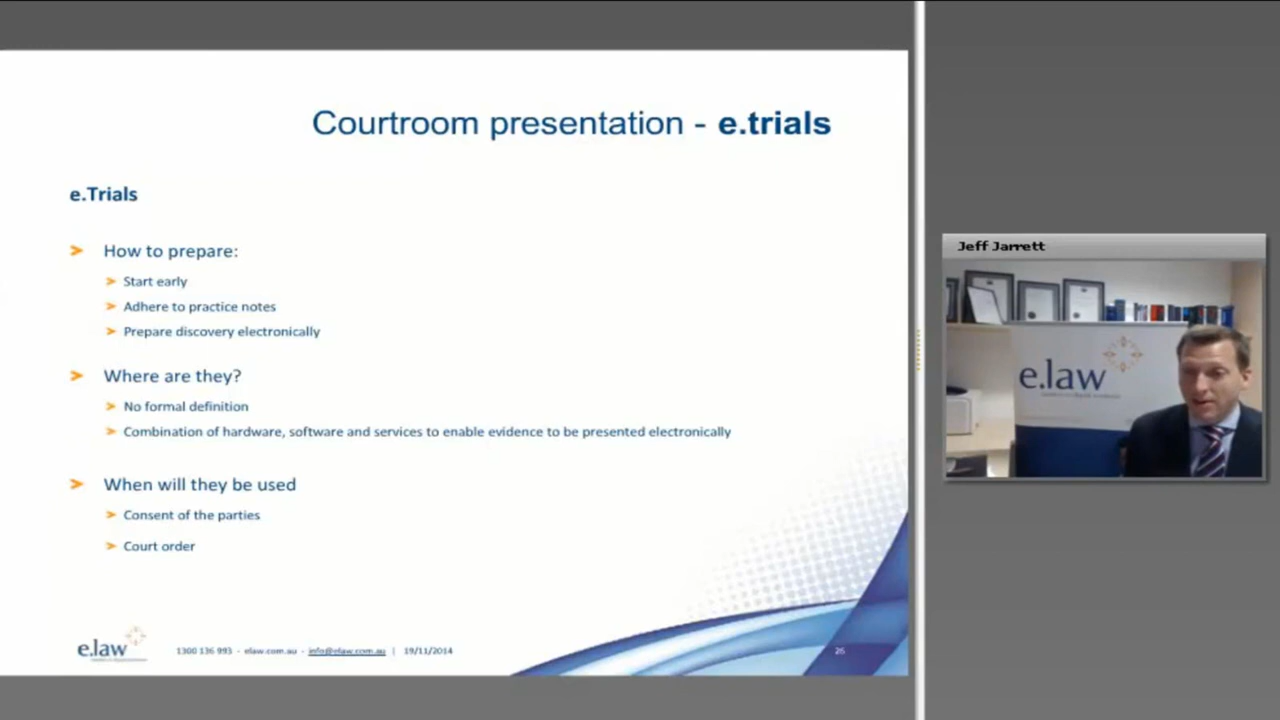 Courtroom presentation - e.trials
e.Trials
How to prepare:
Start early
Adhere to practice notes
Prepare discovery electronically
Where are they?
No formal definition
Combination of hardware, software and services to enable evidence to be presented electronically
When will they be used
Consent of the parties
Court order
e.law
1300 136 993 - elaw.com.au - info@elaw.com.au | 19/11/2014
26
Jeff Jarrett
e.law